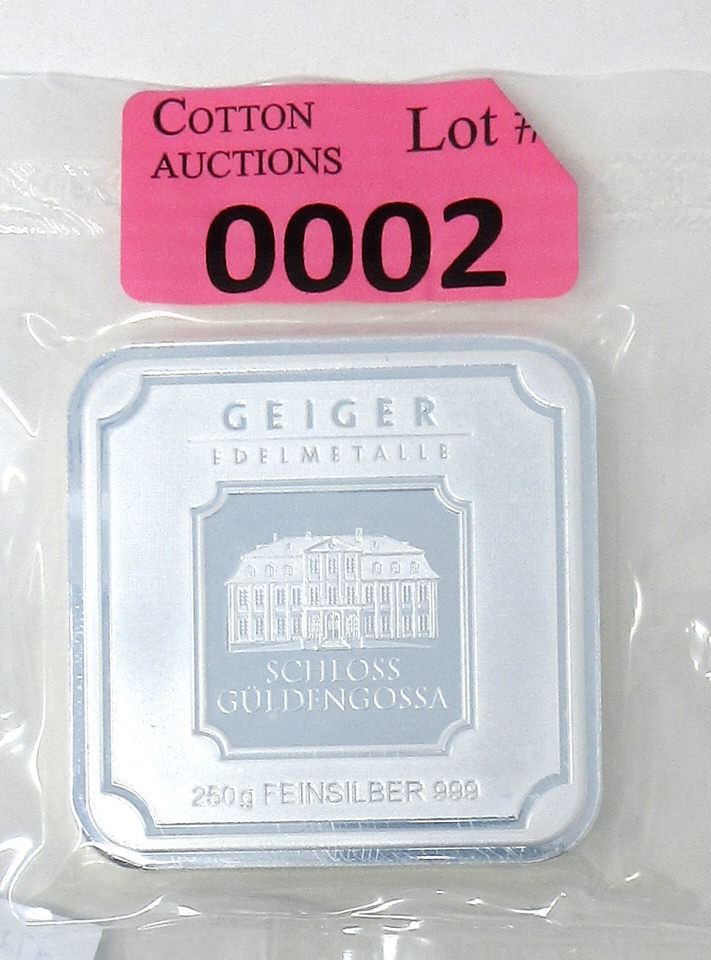 COTTON
AUCTIONS
Lot #
0002
GEIGER
EDELMETALLE
SCHLOSS
GÜLDENGOSSA
250g FEINSILBER 999